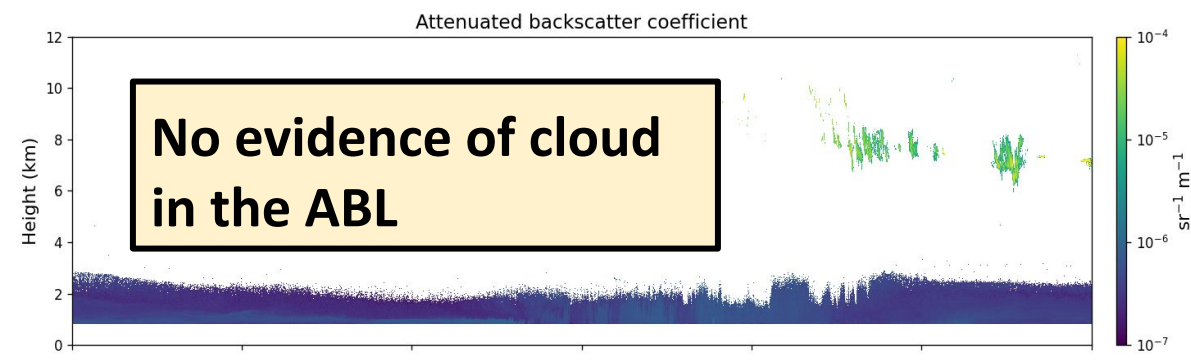 Attenuated backscatter coefficient
12
10
8
6
4
2
0
Height (km)
No evidence of cloud
in the ABL
10⁻⁴
10⁻⁵
10⁻⁶
10⁻⁷
sr⁻¹ m⁻¹